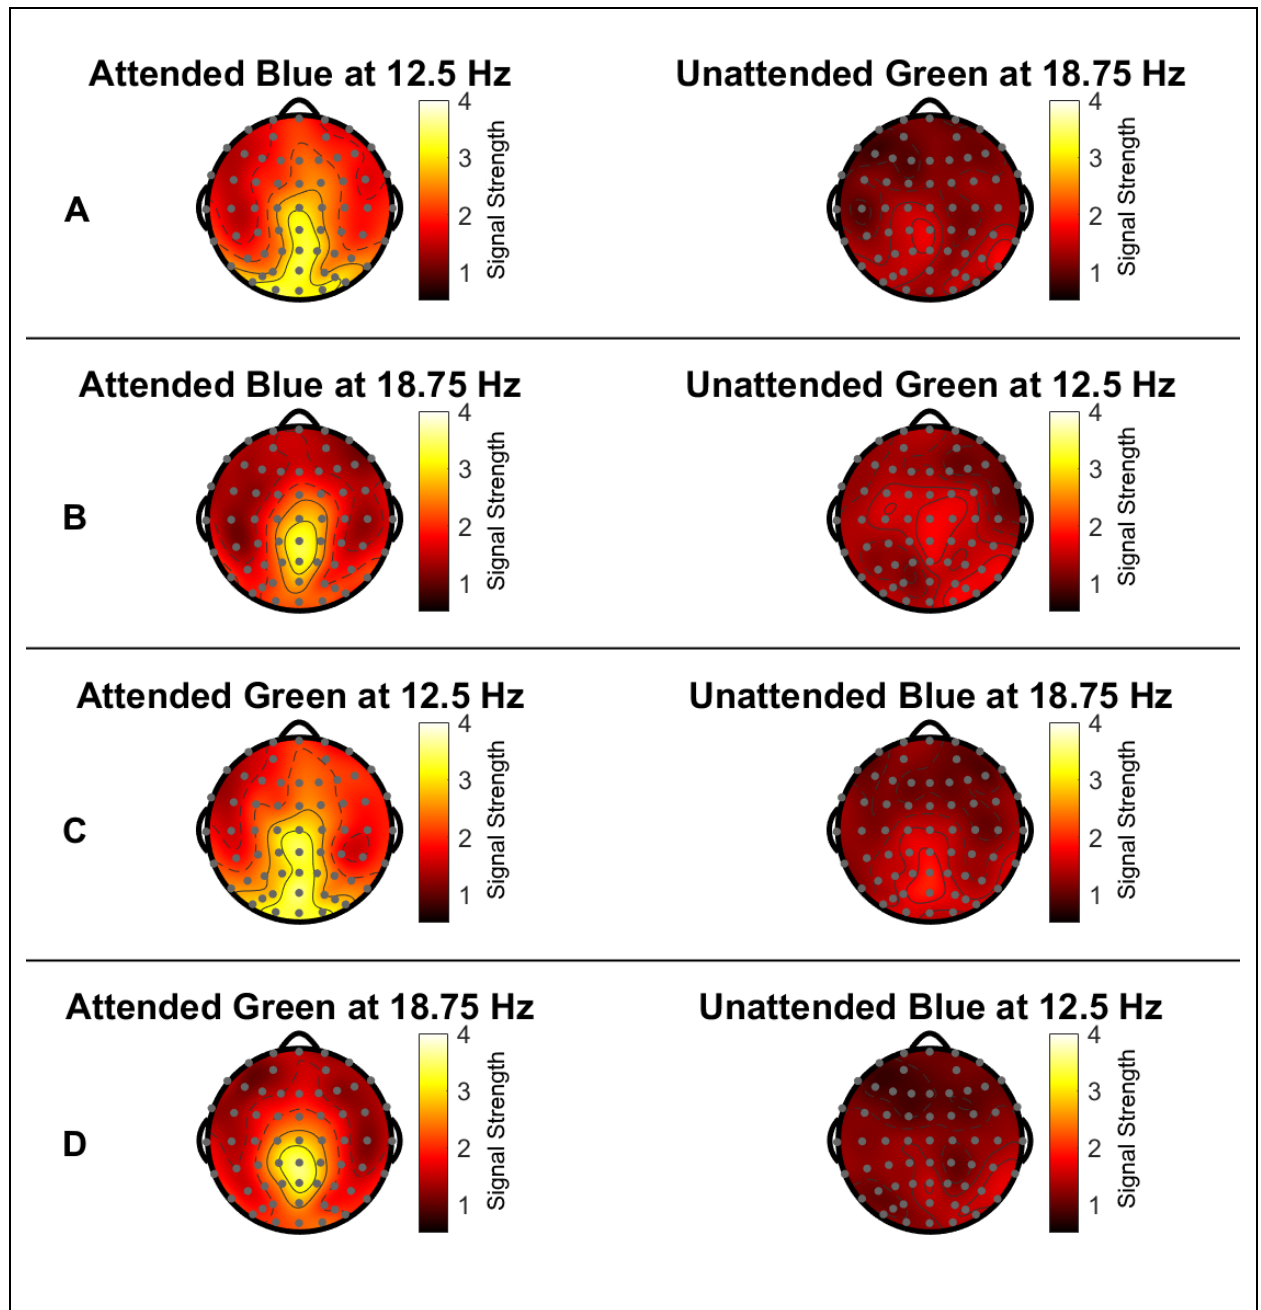 Attended Blue at 12.5 Hz
Unattended Green at 18.75 Hz
A
4
3
2
1
Signal Strength
4
3
2
1
Signal Strength
Attended Blue at 18.75 Hz
Unattended Green at 12.5 Hz
B
4
3
2
1
Signal Strength
4
3
2
1
Signal Strength
Attended Green at 12.5 Hz
Unattended Blue at 18.75 Hz
C
4
3
2
1
Signal Strength
4
3
2
1
Signal Strength
Attended Green at 18.75 Hz
Unattended Blue at 12.5 Hz
D
4
3
2
1
Signal Strength
4
3
2
1
Signal Strength